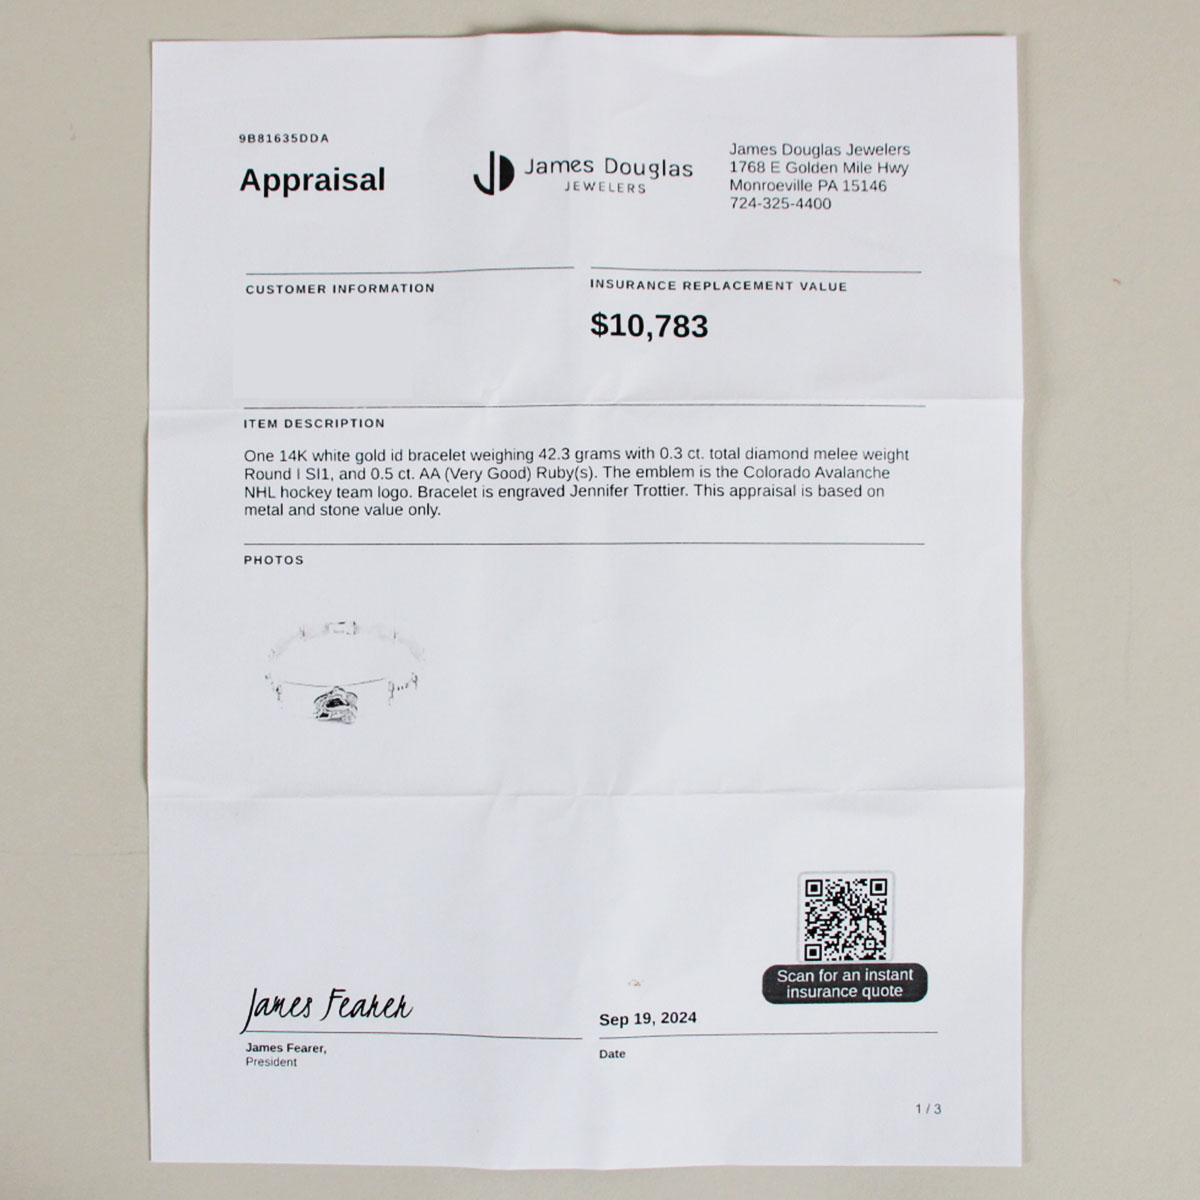 9B81635DDA
Appraisal
JD James Douglas
JEWELERS
James Douglas Jewelers
1768 E Golden Mile Hwy
Monroeville PA 15146
724-325-4400
CUSTOMER INFORMATION
INSURANCE REPLACEMENT VALUE
$10,783
ITEM DESCRIPTION
One 14K white gold id bracelet weighing 42.3 grams with 0.3 ct. total diamond melee weight
Round I SI1, and 0.5 ct. AA (Very Good) Ruby(s). The emblem is the Colorado Avalanche
NHL hockey team logo. Bracelet is engraved Jennifer Trottier. This appraisal is based on
metal and stone value only.
PHOTOS
Scan for an instant
insurance quote
James Fearer
Sep 19, 2024
James Fearer,
President
Date
1 / 3